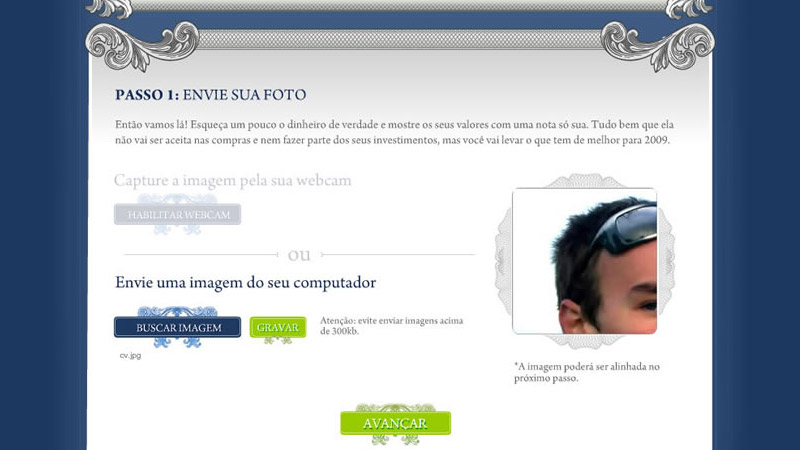 PASSO 1: ENVIE SUA FOTO
Então vamos lá! Esqueça um pouco o dinheiro de verdade e mostre os seus valores com uma nota só sua. Tudo bem que ela
não vai ser aceita nas compras e nem fazer parte dos seus investimentos, mas você vai levar o que tem de melhor para 2009.
Capture a imagem pela sua webcam
HABILITAR WEBCAM
ou
Envie uma imagem do seu computador
BUSCAR IMAGEM
GRAVAR
Atenção: evite enviar imagens acima
de 300kb.
cv.jpg
*A imagem poderá ser alinhada no
próximo passo.
AVANÇAR